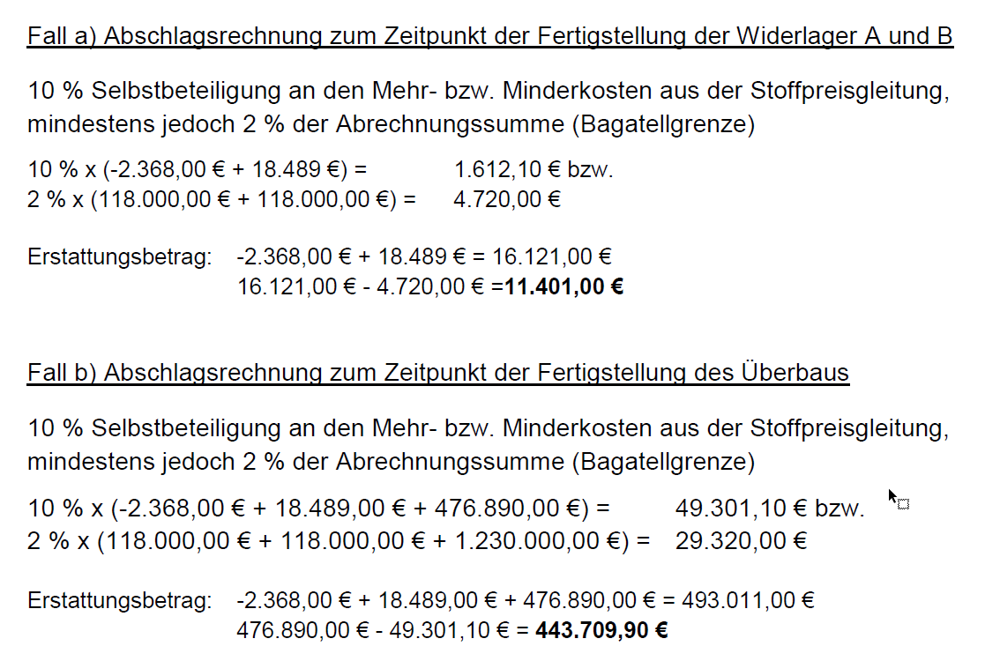 Fall a) Abschlagsrechnung zum Zeitpunkt der Fertigstellung der Widerlager A und B
10 % Selbstbeteiligung an den Mehr- bzw. Minderkosten aus der Stoffpreisgleitung,
mindestens jedoch 2 % der Abrechnungssumme (Bagatellgrenze)
10 % x (-2.368,00 € + 18.489 €) = 1.612,10 € bzw.
2 % x (118.000,00 € + 118.000,00 €) = 4.720,00 €
Erstattungsbetrag: -2.368,00 € + 18.489 € = 16.121,00 €
16.121,00 € - 4.720,00 € =11.401,00 €
Fall b) Abschlagsrechnung zum Zeitpunkt der Fertigstellung des Überbaus
10 % Selbstbeteiligung an den Mehr- bzw. Minderkosten aus der Stoffpreisgleitung,
mindestens jedoch 2 % der Abrechnungssumme (Bagatellgrenze)
10 % x (-2.368,00 € + 18.489,00 € + 476.890,00 €) = 49.301,10 € bzw.
2 % x (118.000,00 € + 118.000,00 € + 1.230.000,00 €) = 29.320,00 €
Erstattungsbetrag: -2.368,00 € + 18.489,00 € + 476.890,00 € = 493.011,00 €
476.890,00 € - 49.301,10 € = 443.709,90 €